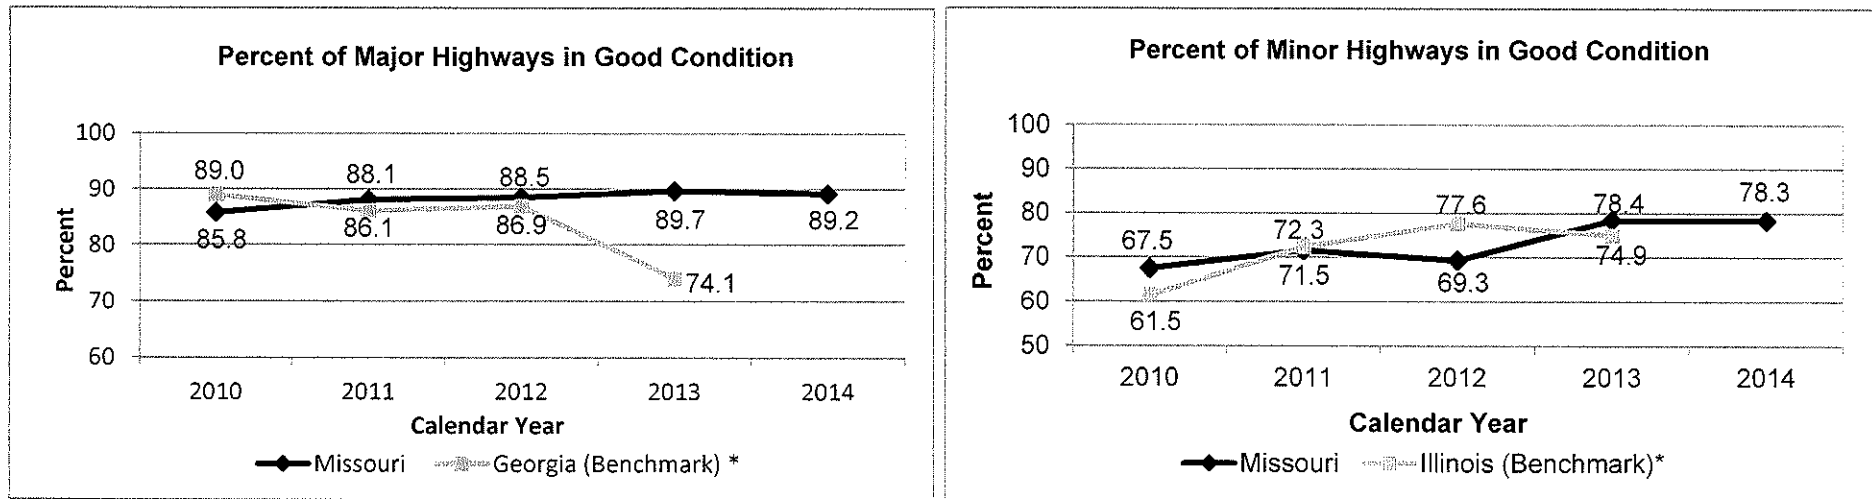 Percent of Major Highways in Good Condition
100
90
80
70
60
Percent
89.0
88.1
88.5
85.8
86.1
86.9
89.7
89.2
74.1
2010 2011 2012 2013 2014
Calendar Year
Missouri Georgia (Benchmark) *
Percent of Minor Highways in Good Condition
100
90
80
70
60
50
Percent
67.5
72.3
77.6
78.4
78.3
61.5
71.5
69.3
74.9
2010 2011 2012 2013 2014
Calendar Year
Missouri Illinois (Benchmark)*